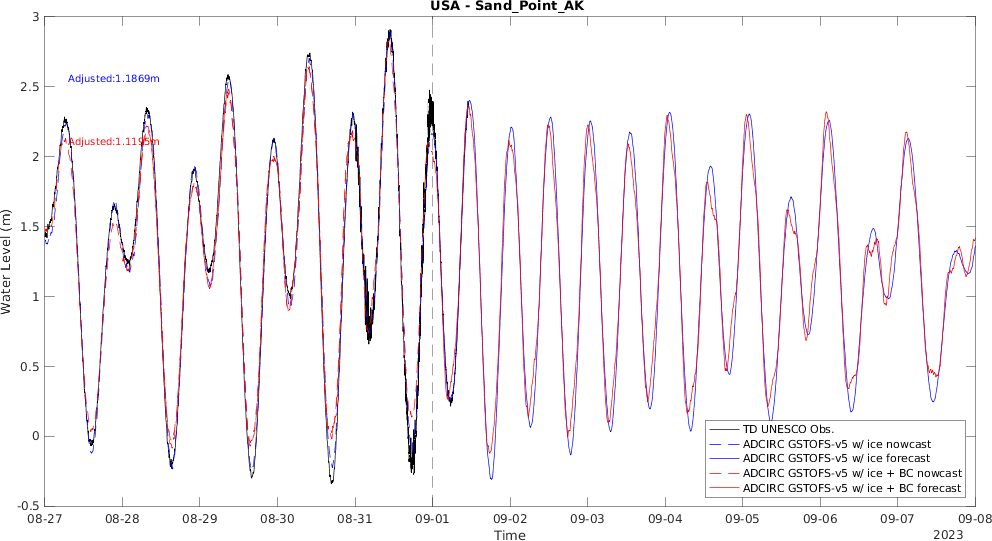 USA - Sand_Point_AK
3
2.5
2
1.5
1
0.5
0
-0.5
Water Level (m)
Adjusted:1.1869m
Adjusted:1.1195m
TD UNESCO Obs.
ADCIRC GSTOFS-v5 w/ ice nowcast
ADCIRC GSTOFS-v5 w/ ice forecast
ADCIRC GSTOFS-v5 w/ ice + BC nowcast
ADCIRC GSTOFS-v5 w/ ice + BC forecast
08-27 08-28 08-29 08-30 08-31 09-01 09-02 09-03 09-04 09-05 09-06 09-07 09-08
Time
2023